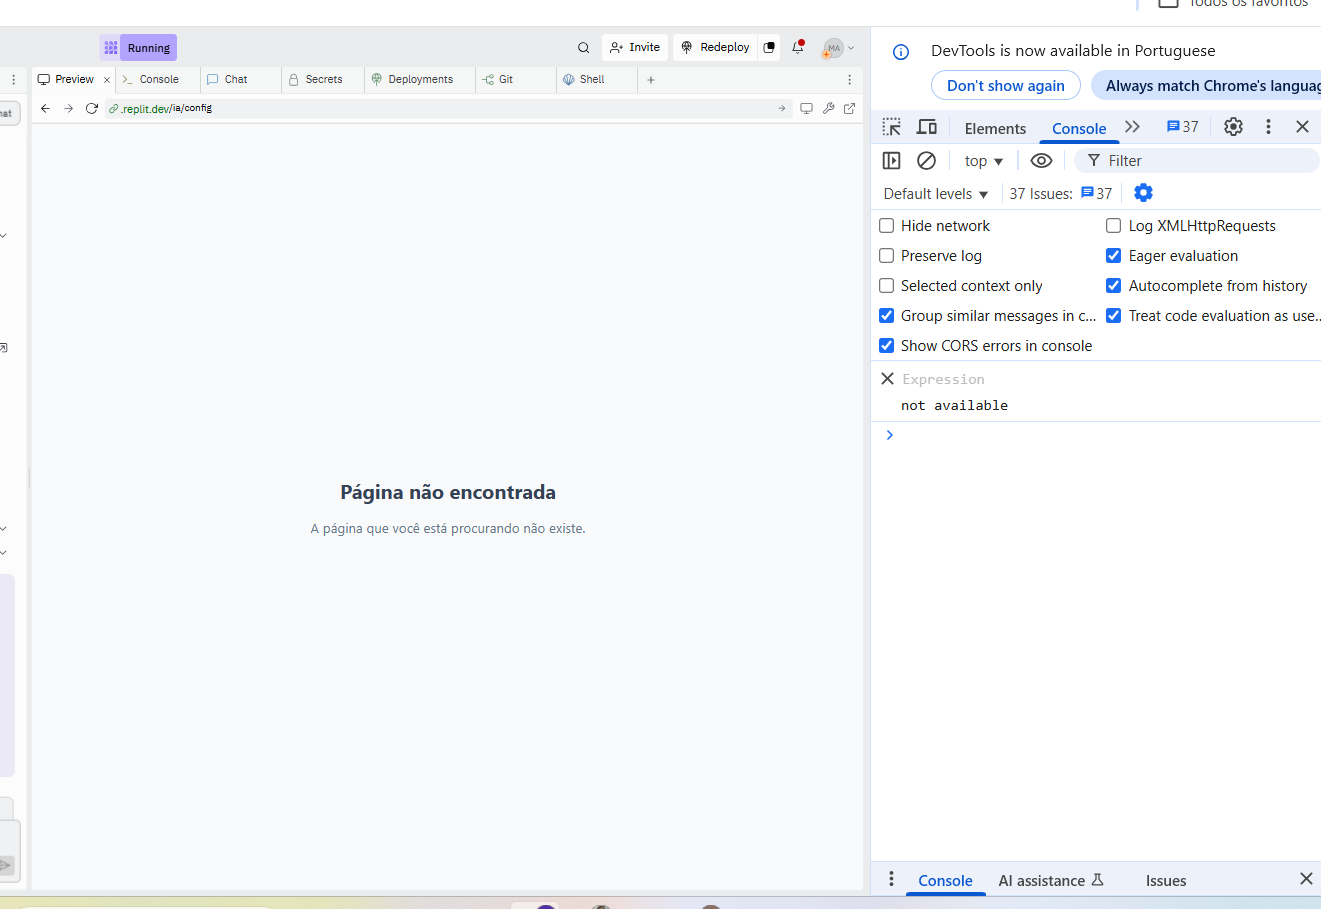 Todos os favoritos
Running
Invite
Redeploy
MA
Preview
Console
Chat
Secrets
Deployments
Git
Shell
.replit.dev/ia/config
Página não encontrada
A página que você está procurando não existe.
DevTools is now available in Portuguese
Don't show again
Always match Chrome's languag
Elements
Console
37
top
Filter
Default levels
37 Issues:
37
Hide network
Log XMLHttpRequests
Preserve log
Eager evaluation
Selected context only
Autocomplete from history
Group similar messages in c...
Treat code evaluation as use...
Show CORS errors in console
Expression
not available
Console
AI assistance
Issues